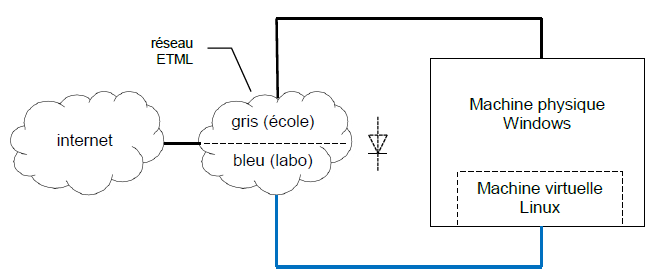 réseau
ETML
internet
gris (école)
bleu (labo)
Machine physique
Windows
Machine virtuelle
Linux